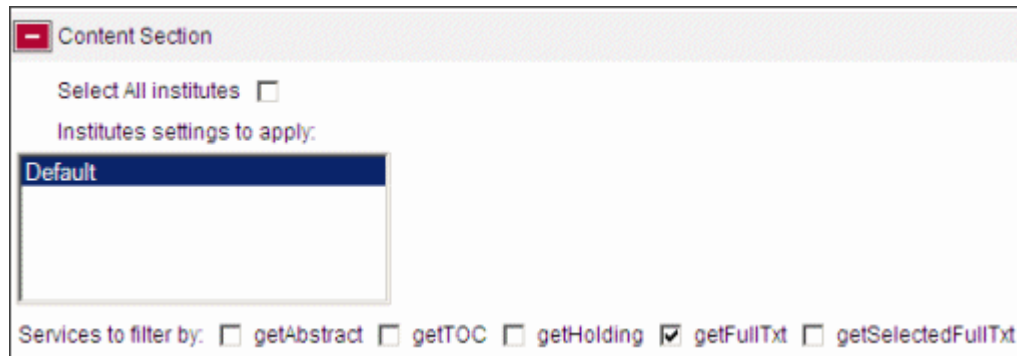 Content Section
Select All institutes
Institutes settings to apply:
Default
Services to filter by: getAbstract getTOC getHolding getFullTxt getSelectedFullTxt